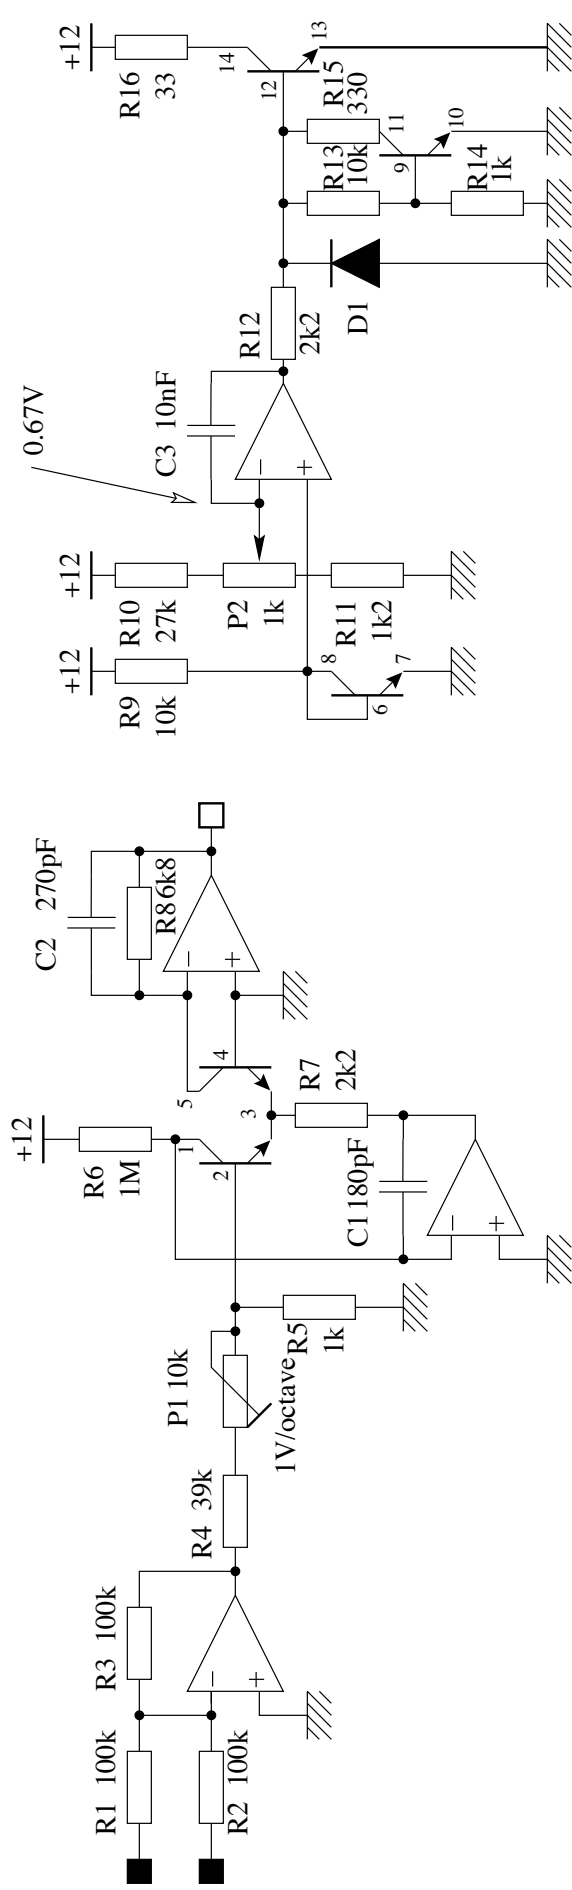 R1 100k
R2 100k
R3 100k
−
+
R4 39k
P1 10k
1V/octave
R5
1k
+12
R6
1M
1
2
3
4
5
R7
2k2
C1 180pF
−
+
C2 270pF
R8 6k8
−
+
+12
R9
10k
8
6
7
+12
R10
27k
P2
1k
R11
1k2
0.67V
C3 10nF
−
+
R12
2k2
D1
R13
10k
R14
1k
9
11
10
R15
330
+12
R16
33
14
12
13